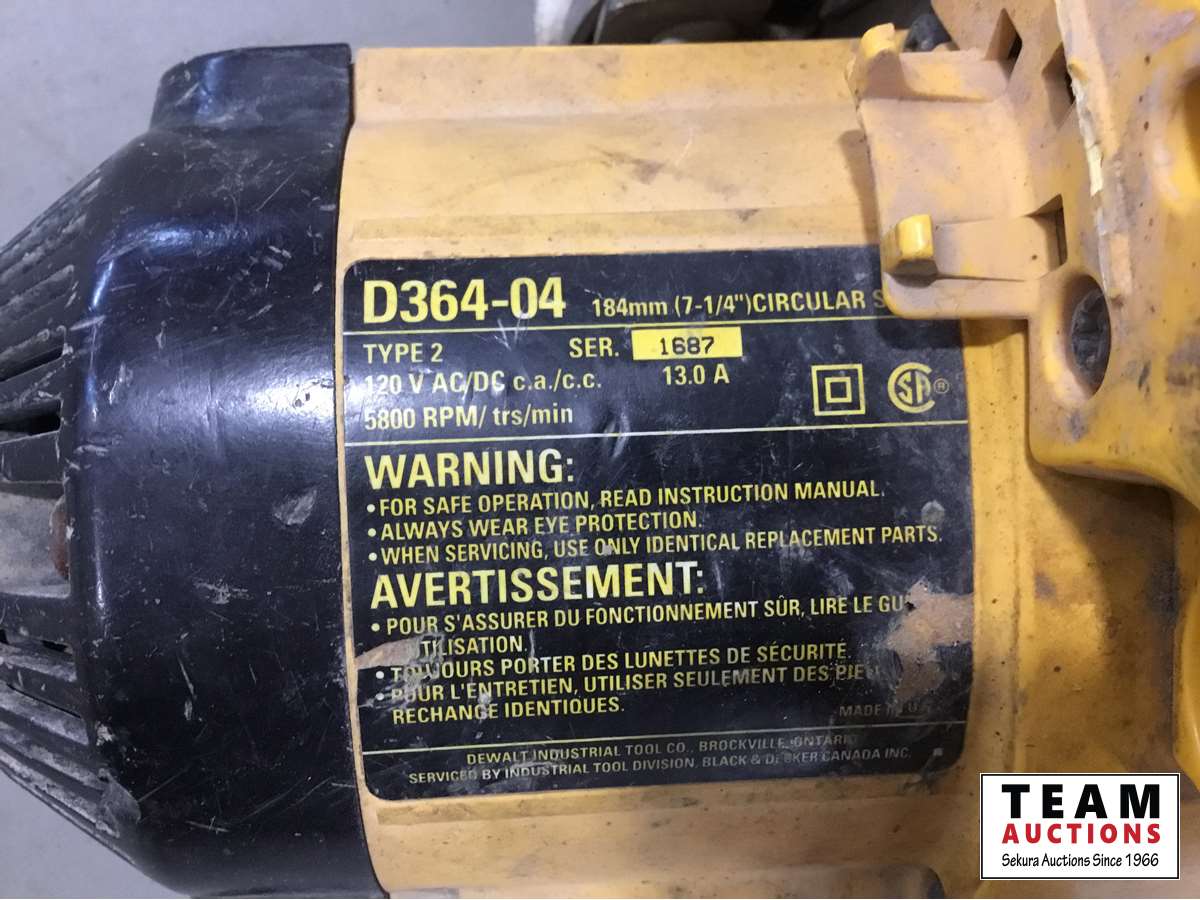 D364-04 184mm (7-1/4") CIRCULAR
TYPE 2 SER. 1687
120 V AC/DC c.a./c.c. 13.0 A
5800 RPM/ trs/min
SA ®
WARNING:
• FOR SAFE OPERATION, READ INSTRUCTION MANUAL.
• ALWAYS WEAR EYE PROTECTION.
• WHEN SERVICING, USE ONLY IDENTICAL REPLACEMENT PARTS.
AVERTISSEMENT:
• POUR S'ASSURER DU FONCTIONNEMENT SÛR, LIRE LE
UTILISATION.
• TOUJOURS PORTER DES LUNETTES DE SÉCURITÉ.
• POUR L'ENTRETIEN, UTILISER SEULEMENT DES
RECHANGE IDENTIQUES.
MADE IN U.S.
DEWALT INDUSTRIAL TOOL CO., BROCKVILLE, ONTARIO
SERVICED BY INDUSTRIAL TOOL DIVISION, BLACK & DECKER CANADA INC.
TEAM
AUCTIONS
Sekura Auctions Since 1966